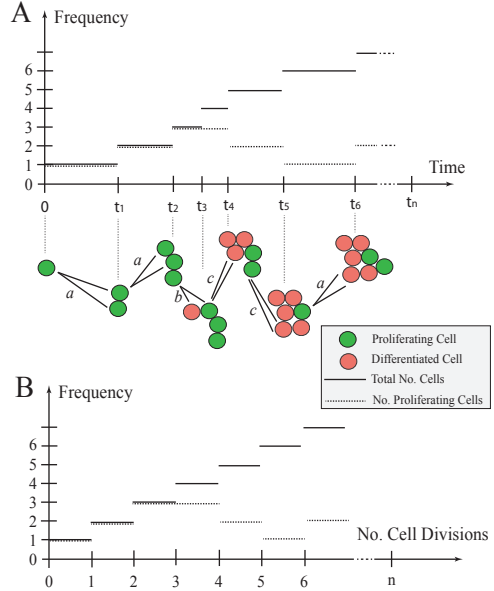 A
Frequency
6
5
4
3
2
1
0
Time
0 t1 t2 t3 t4 t5 t6 tn
a
a
b
c
c
a
Proliferating Cell
Differentiated Cell
Total No. Cells
No. Proliferating Cells
B
Frequency
6
5
4
3
2
1
0
No. Cell Divisions
0 1 2 3 4 5 6 n